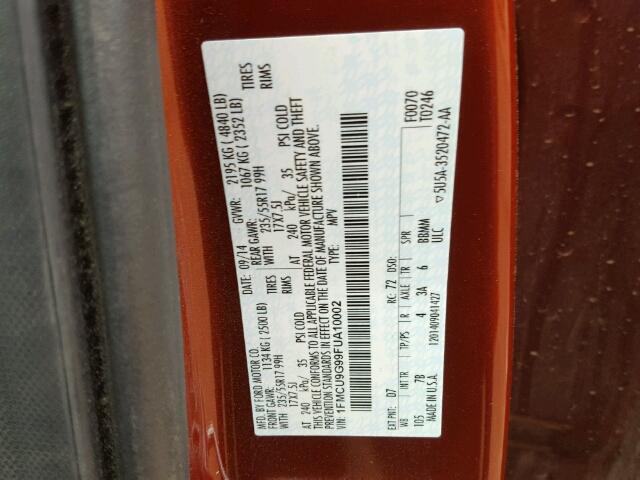 MFD. BY FORD MOTOR CO. DATE: 09/14 GVWR: 2195 KG ( 4840 LB)
FRONT GAWR: 1134 KG ( 2500 LB) REAR GAWR: 1067 KG ( 2352 LB)
WITH 235/55R17 99H TIRES WITH 235/55R17 99H TIRES
17X7.5J RIMS 17X7.5J RIMS
AT 240 kPa/ 35 PSI COLD AT 240 kPa/ 35 PSI COLD
THIS VEHICLE CONFORMS TO ALL APPLICABLE FEDERAL MOTOR VEHICLE SAFETY AND THEFT
PREVENTION STANDARDS IN EFFECT ON THE DATE OF MANUFACTURE SHOWN ABOVE.
VIN: 1FMCU9G99FUA10002 TYPE: MPV
F0070
T0246
EXT PNT: D7 RC: 72 DSO:
WB INT TR TP/PS R AXLE TR SPR
105 7B 4 3A 6 BBMM
MADE IN U.S.A. 1201409041427 ULC
▽5U5A-3520472-AA